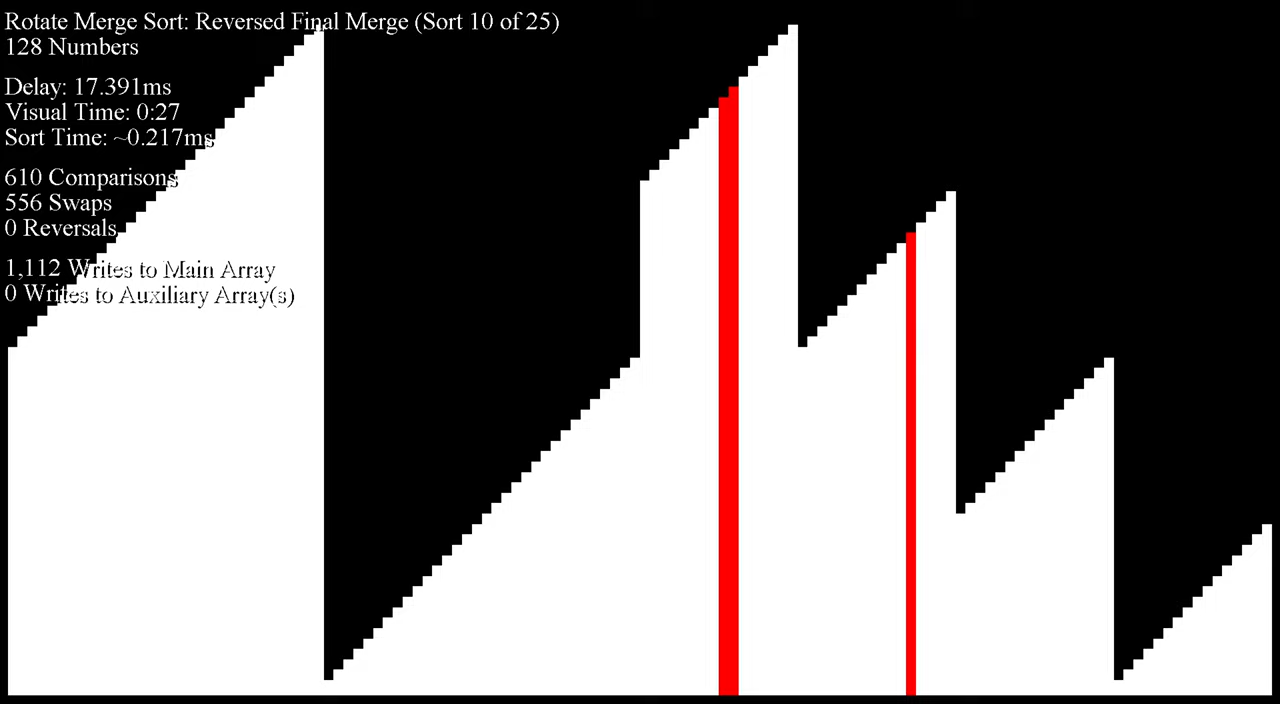 Rotate Merge Sort: Reversed Final Merge (Sort 10 of 25)
128 Numbers
Delay: 17.391ms
Visual Time: 0:27
Sort Time: ~0.217ms
610 Comparisons
556 Swaps
0 Reversals
1,112 Writes to Main Array
0 Writes to Auxiliary Array(s)